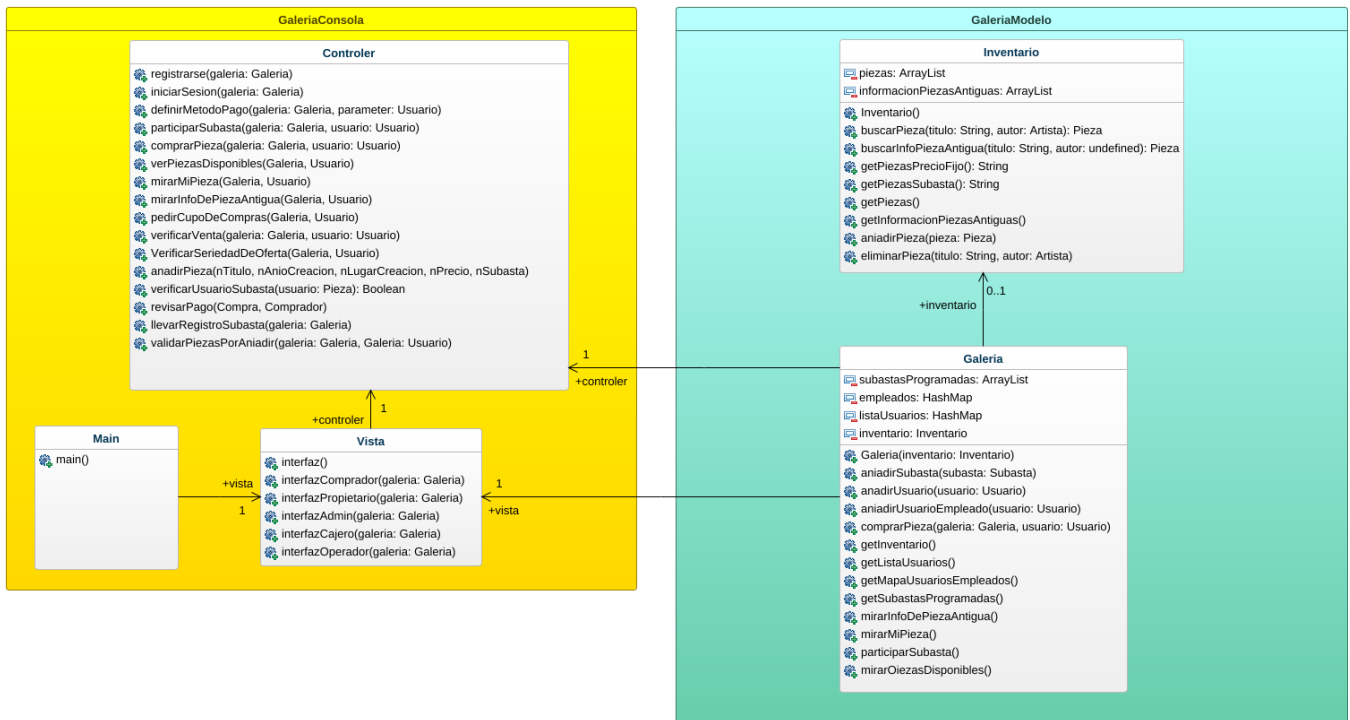 GaleriaConsola
Controler
registrarse(galeria: Galeria)
iniciarSesion(galeria: Galeria)
definirMetodoPago(galeria: Galeria, parameter: Usuario)
participarSubasta(galeria: Galeria, usuario: Usuario)
comprarPieza(galeria: Galeria, usuario: Usuario)
verPiezasDisponibles(Galeria, Usuario)
mirarMiPieza(Galeria, Usuario)
mirarInfoDePiezaAntigua(Galeria, Usuario)
pedirCupoDeCompras(Galeria, Usuario)
verificarVenta(galeria: Galeria, usuario: Usuario)
VerificarSeriedadDeOferta(Galeria, Usuario)
anadirPieza(nTitulo, nAnioCreacion, nLugarCreacion, nPrecio, nSubasta)
verificarUsuarioSubasta(usuario: Pieza): Boolean
revisarPago(Compra, Comprador)
llevarRegistroSubasta(galeria: Galeria)
validarPiezasPorAniadir(galeria: Galeria, Galeria: Usuario)
1
+controler
1
+controler
Main
main()
+vista
1
Vista
interfaz()
interfazComprador(galeria: Galeria)
interfazPropietario(galeria: Galeria)
interfazAdmin(galeria: Galeria)
interfazCajero(galeria: Galeria)
interfazOperador(galeria: Galeria)
1
+vista
GaleriaModelo
Inventario
piezas: ArrayList
informacionPiezasAntiguas: ArrayList
Inventario()
buscarPieza(titulo: String, autor: Artista): Pieza
buscarInfoPiezaAntigua(titulo: String, autor: undefined): Pieza
getPiezasPrecioFijo(): String
getPiezasSubasta(): String
getPiezas()
getInformacionPiezasAntiguas()
aniadirPieza(pieza: Pieza)
eliminarPieza(titulo: String, autor: Artista)
0..1
+inventario
Galeria
subastasProgramadas: ArrayList
empleados: HashMap
listaUsuarios: HashMap
inventario: Inventario
Galeria(inventario: Inventario)
aniadirSubasta(subasta: Subasta)
anadirUsuario(usuario: Usuario)
aniadirUsuarioEmpleado(usuario: Usuario)
comprarPieza(galeria: Galeria, usuario: Usuario)
getInventario()
getListaUsuarios()
getMapaUsuariosEmpleados()
getSubastasProgramadas()
mirarInfoDePiezaAntigua()
mirarMiPieza()
participarSubasta()
mirarOiezasDisponibles()